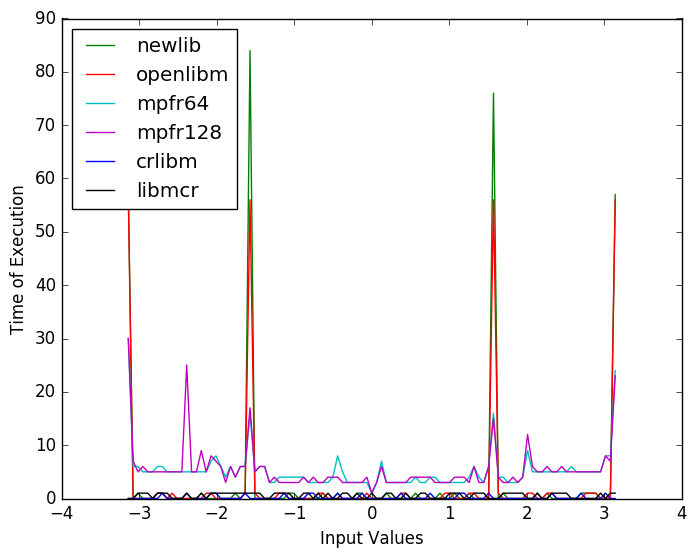 90
80
70
60
50
40
30
20
10
0
Time of Execution
newlib
openlibm
mpfr64
mpfr128
crlibm
libmcr
−4 −3 −2 −1 0 1 2 3 4
Input Values